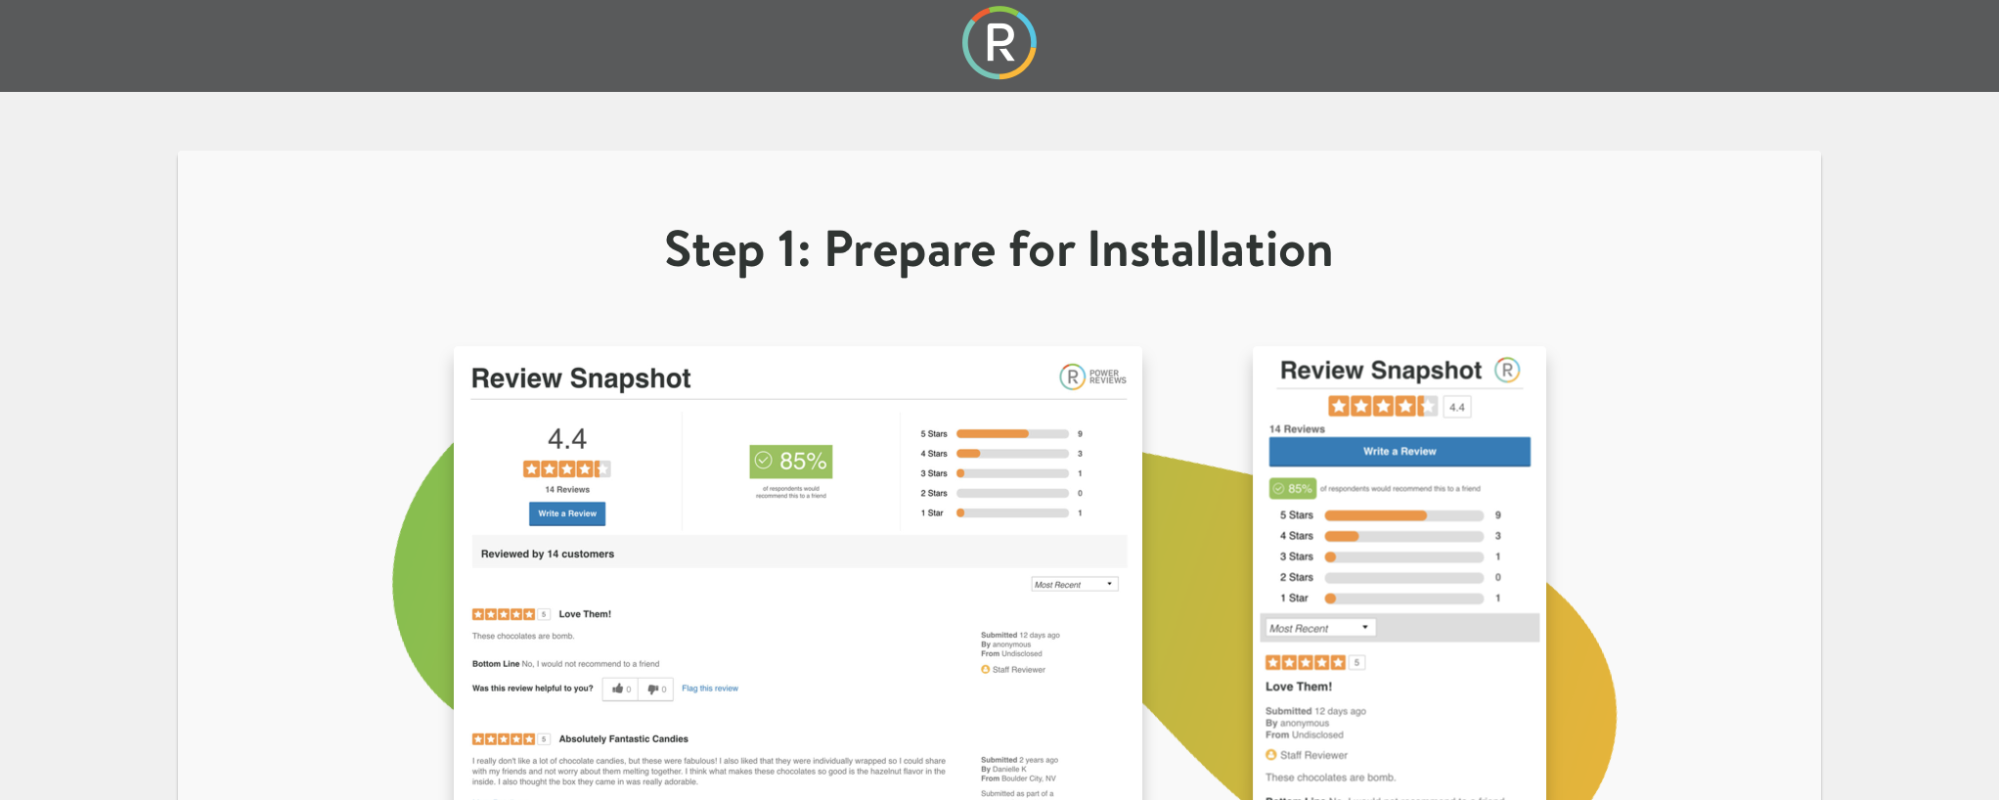 R
Step 1: Prepare for Installation
Review Snapshot
R POWER
REVIEWS
4.4
14 Reviews
Write a Review
85%
of respondents would
recommend this to a friend
5 Stars 9
4 Stars 3
3 Stars 1
2 Stars 0
1 Star 1
Reviewed by 14 customers
Most Recent
5 Love Them!
These chocolates are bomb.
Submitted 12 days ago
By anonymous
From Undisclosed
Staff Reviewer
Bottom Line No, I would not recommend to a friend
Was this review helpful to you? 0 0 Flag this review
5 Absolutely Fantastic Candies
I really don't like a lot of chocolate candies, but these were fabulous! I also liked that they were individually wrapped so I could share
with my friends and not worry about them melting together. I think what makes these chocolates so good is the hazelnut flavor in the
inside. I also thought the box they came in was really adorable.
Submitted 2 years ago
By Danielle K
From Boulder City, NV
Submitted as part of a
Review Snapshot R
4.4
14 Reviews
Write a Review
85% of respondents would recommend this to a friend
5 Stars 9
4 Stars 3
3 Stars 1
2 Stars 0
1 Star 1
Most Recent
5
Love Them!
Submitted 12 days ago
By anonymous
From Undisclosed
Staff Reviewer
These chocolates are bomb.
Bottom Line No, I would not recommend to a friend